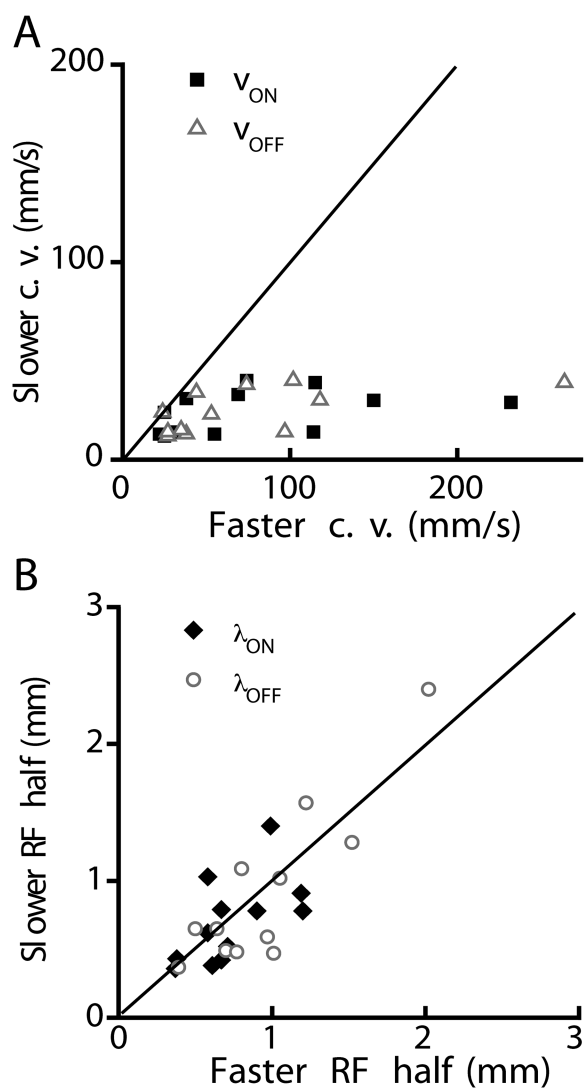 A
200
V ON
V OFF
Slower c. v. (mm/s)
100
0
0 100 200
Faster c. v. (mm/s)
B
3
λ ON
λ OFF
Slower RF half (mm)
2
1
0
0 1 2 3
Faster RF half (mm)